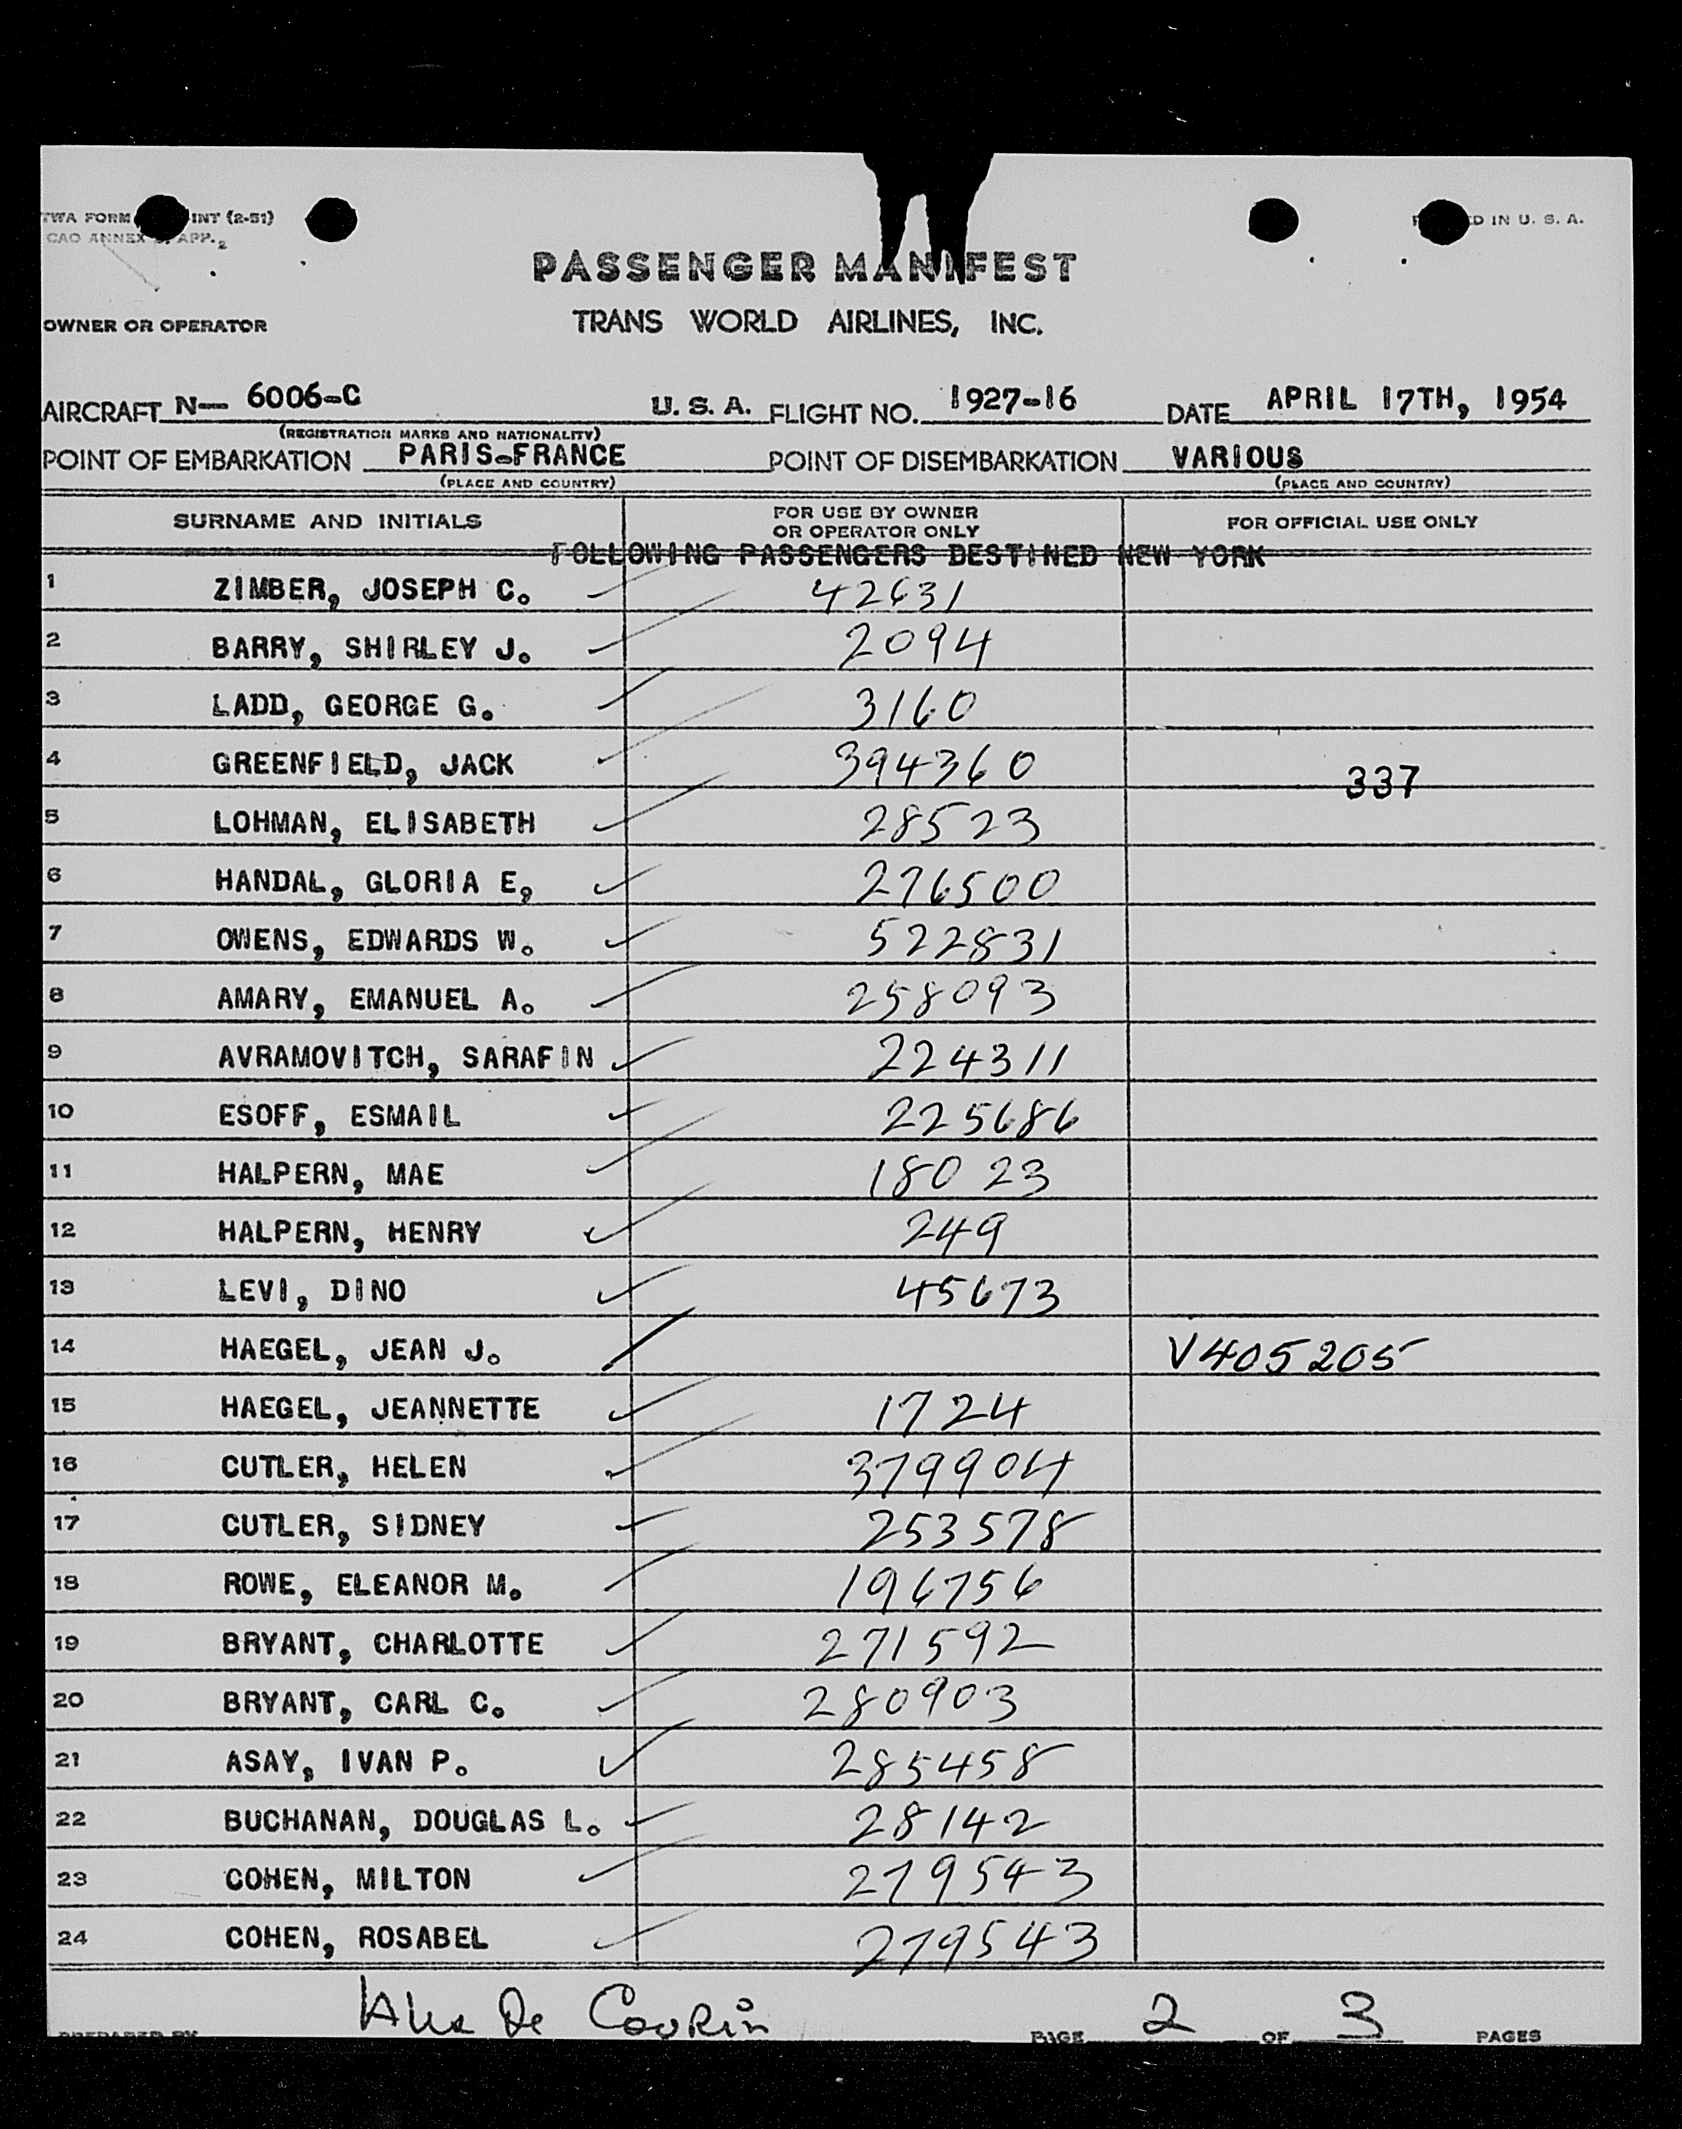 TWA FORM INT (2-51)
CAO ANNEX APP. 2
D IN U. S. A.
PASSENGER MANIFEST
OWNER OR OPERATOR TRANS WORLD AIRLINES, INC.
AIRCRAFT N— 6006-C U. S. A. FLIGHT NO. 1927-16 DATE APRIL 17TH, 1954
(REGISTRATION MARKS AND NATIONALITY)
POINT OF EMBARKATION PARIS-FRANCE POINT OF DISEMBARKATION VARIOUS
(PLACE AND COUNTRY) (PLACE AND COUNTRY)
SURNAME AND INITIALS FOR USE BY OWNER OR OPERATOR ONLY FOR OFFICIAL USE ONLY
FOLLOWING PASSENGERS DESTINED NEW YORK
1 ZIMBER, JOSEPH C. 42631
2 BARRY, SHIRLEY J. 2094
3 LADD, GEORGE G. 3160
4 GREENFIELD, JACK 394360 337
5 LOHMAN, ELISABETH 28523
6 HANDAL, GLORIA E, 276500
7 OWENS, EDWARDS W. 522831
8 AMARY, EMANUEL A. 258093
9 AVRAMOVITCH, SARAFIN 224311
10 ESOFF, ESMAIL 225686
11 HALPERN, MAE 18023
12 HALPERN, HENRY 249
13 LEVI, DINO 45673
14 HAEGEL, JEAN J. V405205
15 HAEGEL, JEANNETTE 1724
16 CUTLER, HELEN 379904
17 CUTLER, SIDNEY 253578
18 ROWE, ELEANOR M. 196756
19 BRYANT, CHARLOTTE 271592
20 BRYANT, CARL C. 280903
21 ASAY, IVAN P. 285458
22 BUCHANAN, DOUGLAS L. 28142
23 COHEN, MILTON 279543
24 COHEN, ROSABEL 279543
PREPARED BY De PAGE 2 OF 3 PAGES